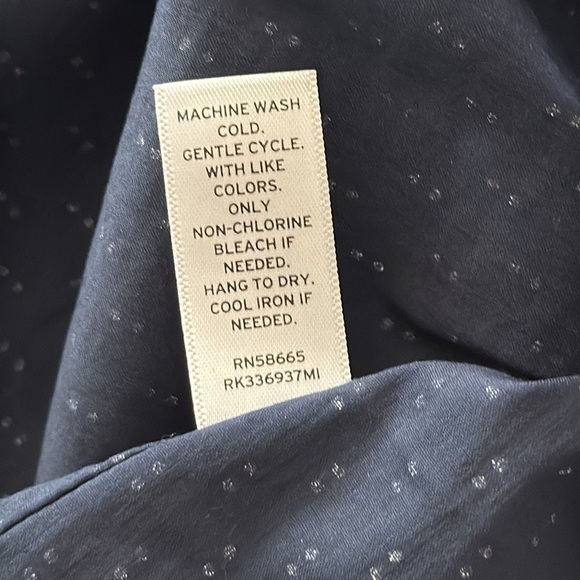 MACHINE WASH
COLD.
GENTLE CYCLE.
WITH LIKE
COLORS.
ONLY
NON-CHLORINE
BLEACH IF
NEEDED.
HANG TO DRY.
COOL IRON IF
NEEDED.
RN58665
RK336937MI